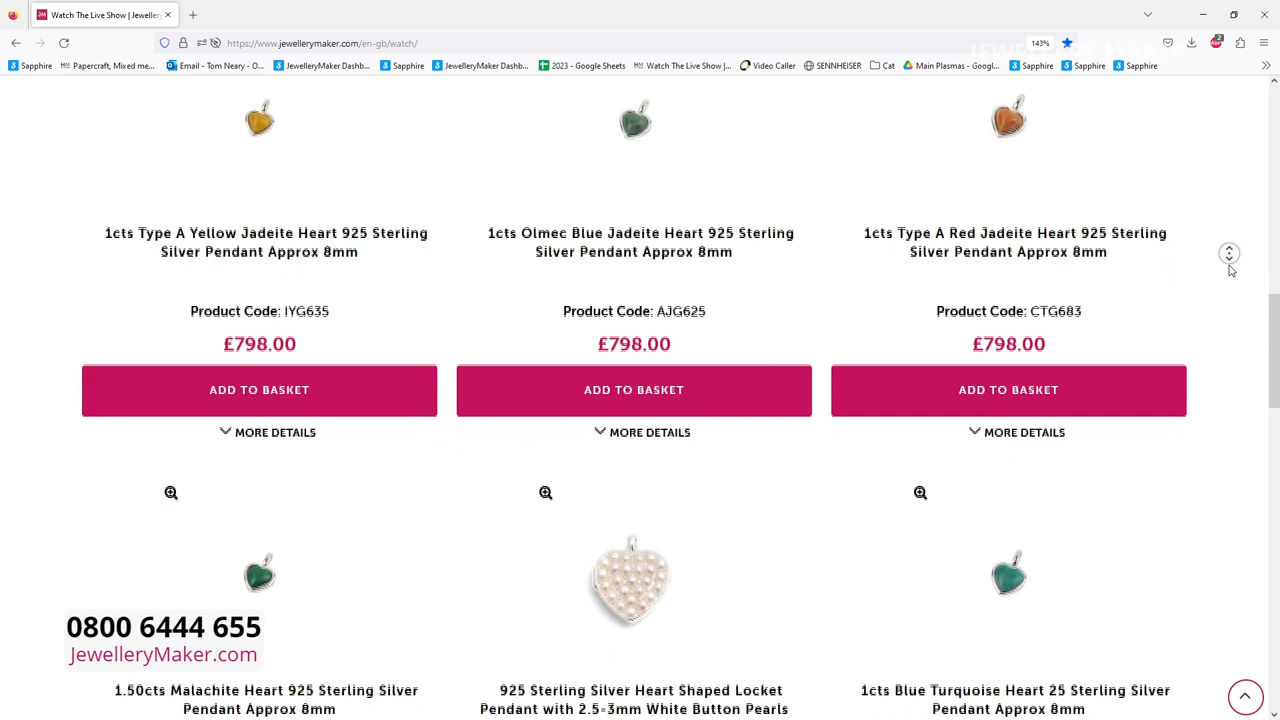 Watch The Live Show | Jeweller
https://www.jewellerymaker.com/en-gb/watch/
143%
2
Sapphire
Papercraft, Mixed me...
Email - Tom Neary - O...
JewelleryMaker Dashb...
Sapphire
JewelleryMaker Dashb...
2023 - Google Sheets
Watch The Live Show |...
Video Caller
SENNHEISER
Cat
Main Plasmas - Googl...
Sapphire
Sapphire
Sapphire
1cts Type A Yellow Jadeite Heart 925 Sterling
Silver Pendant Approx 8mm
1cts Olmec Blue Jadeite Heart 925 Sterling
Silver Pendant Approx 8mm
1cts Type A Red Jadeite Heart 925 Sterling
Silver Pendant Approx 8mm
Product Code: IYG635
Product Code: AJG625
Product Code: CTG683
£798.00
£798.00
£798.00
ADD TO BASKET
ADD TO BASKET
ADD TO BASKET
MORE DETAILS
MORE DETAILS
MORE DETAILS
0800 6444 655
JewelleryMaker.com
1.50cts Malachite Heart 925 Sterling Silver
Pendant Approx 8mm
925 Sterling Silver Heart Shaped Locket
Pendant with 2.5-3mm White Button Pearls
1cts Blue Turquoise Heart 25 Sterling Silver
Pendant Approx 8mm